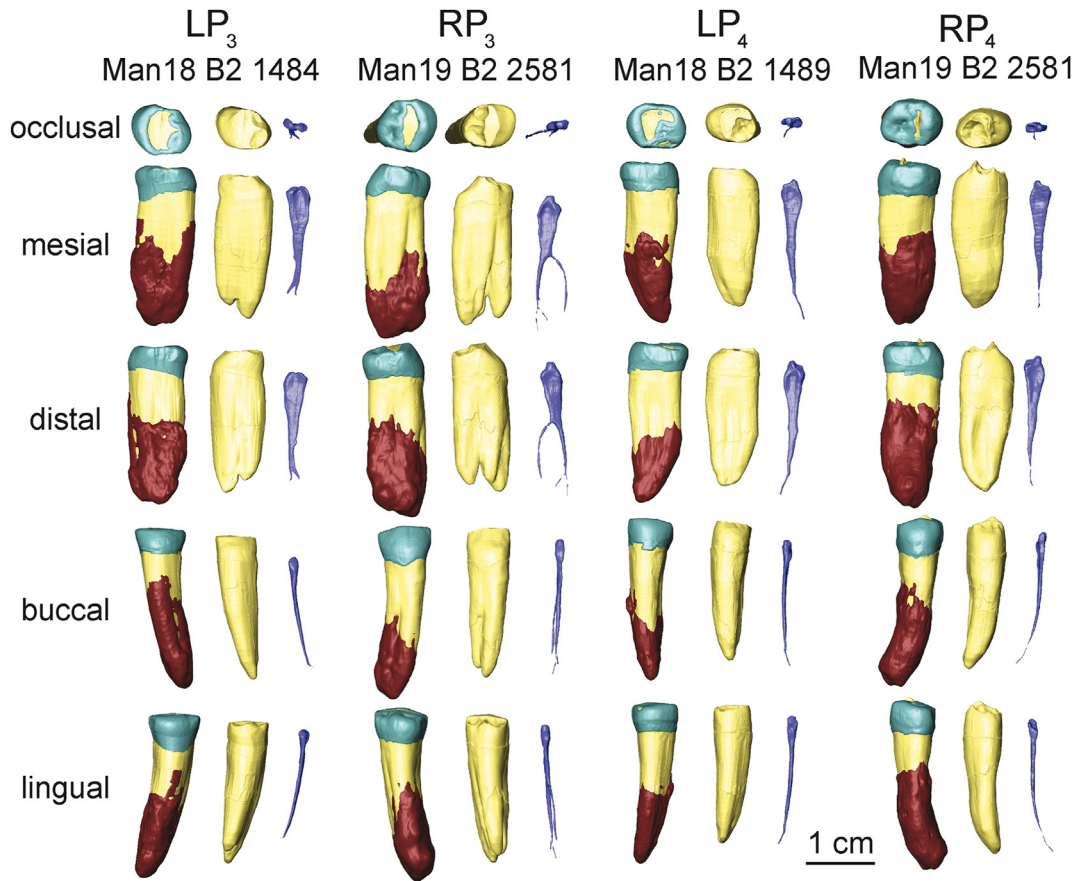 LP3 RP3 LP4 RP4
Man18 B2 1484 Man19 B2 2581 Man18 B2 1489 Man19 B2 2581
occlusal
mesial
distal
buccal
lingual
1 cm